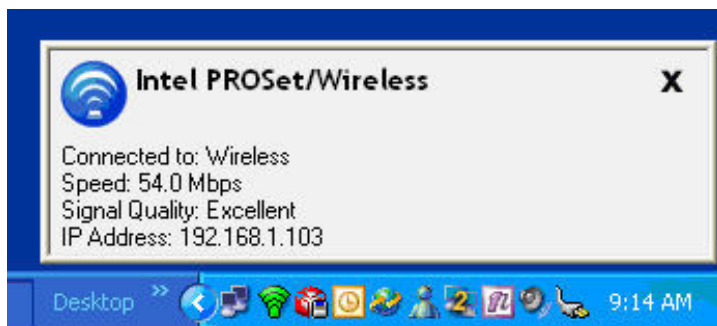 Intel PROSet/Wireless X
Connected to: Wireless
Speed: 54.0 Mbps
Signal Quality: Excellent
IP Address: 192.168.1.103
Desktop » 2 n 9:14 AM